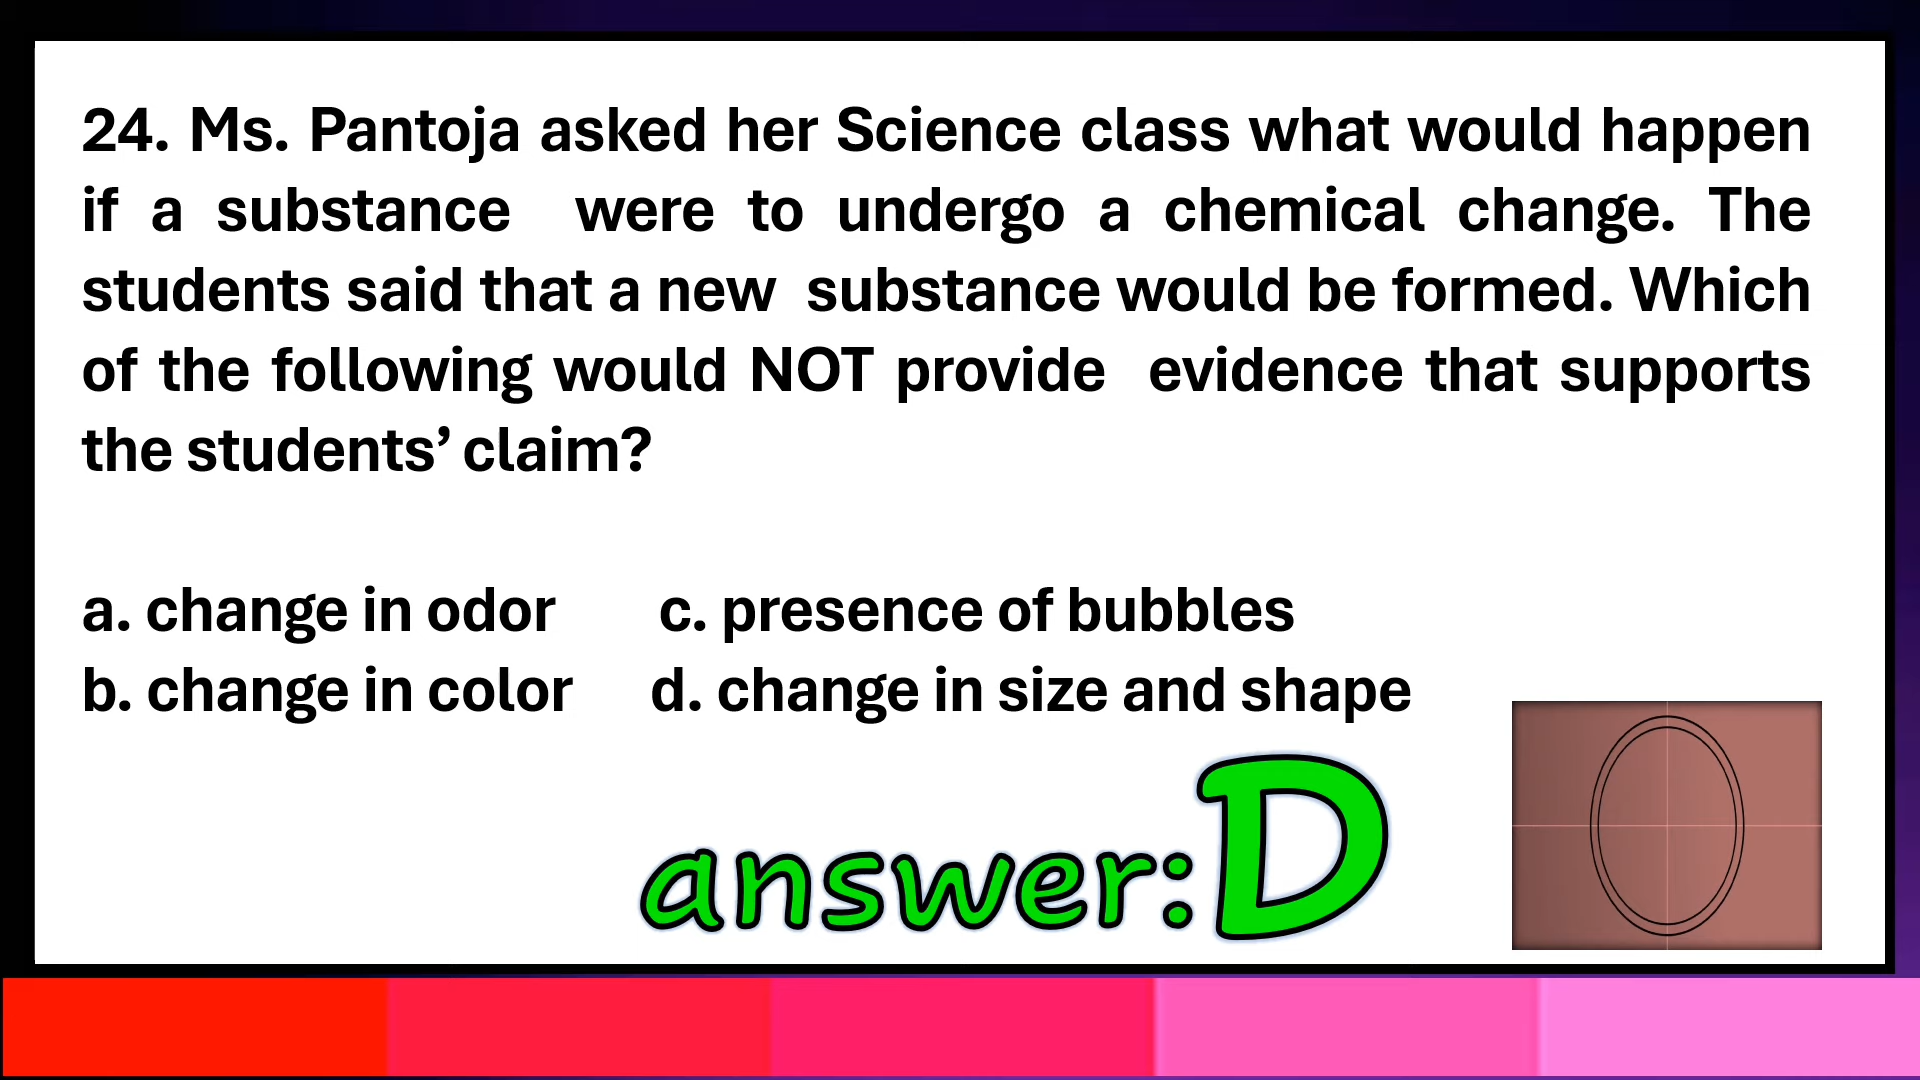 24. Ms. Pantoja asked her Science class what would happen
if a substance were to undergo a chemical change. The
students said that a new substance would be formed. Which
of the following would NOT provide evidence that supports
the students’ claim?
a. change in odor c. presence of bubbles
b. change in color d. change in size and shape
answer: D